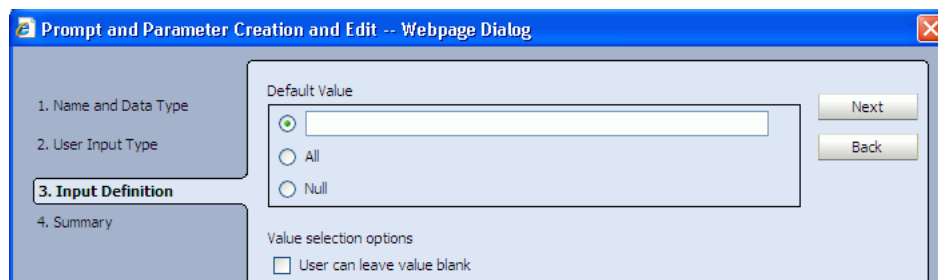 Prompt and Parameter Creation and Edit -- Webpage Dialog
1. Name and Data Type
2. User Input Type
3. Input Definition
4. Summary
Default Value
All
Null
Value selection options
User can leave value blank
Next
Back